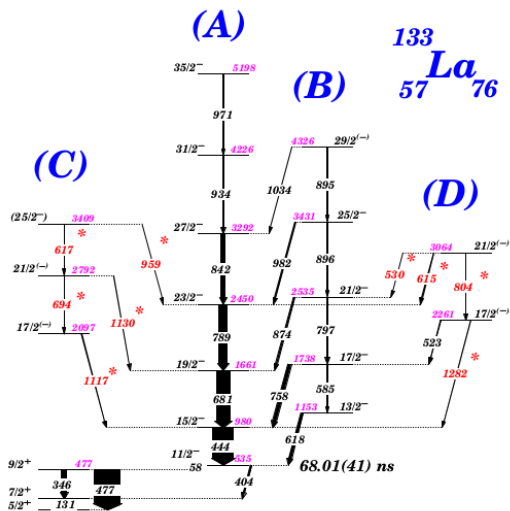 (A)
133
57 La 76
35/2⁻ 5198
(B)
971
4326 29/2⁽⁻⁾
31/2⁻ 4226
(C)
934 1034 895
(D)
(25/2⁻) 3409
3431 25/2⁻
27/2⁻ 3292
617 *
959 *
842 982 896
3064 21/2⁽⁻⁾
530 * 615 * 804 *
21/2⁽⁻⁾ 2792
694 *
1130 *
23/2⁻ 2450
2535 21/2⁻
17/2⁽⁻⁾ 2097
2261 17/2⁽⁻⁾
789 874 797 523
1117 *
1282 *
19/2⁻ 1661
1738 17/2⁻
681 758 585
1153 13/2⁻
15/2⁻ 980
444 618
11/2⁻ 535
58
68.01(41) ns
9/2⁺ 477
346 477 404
7/2⁺
131
5/2⁺